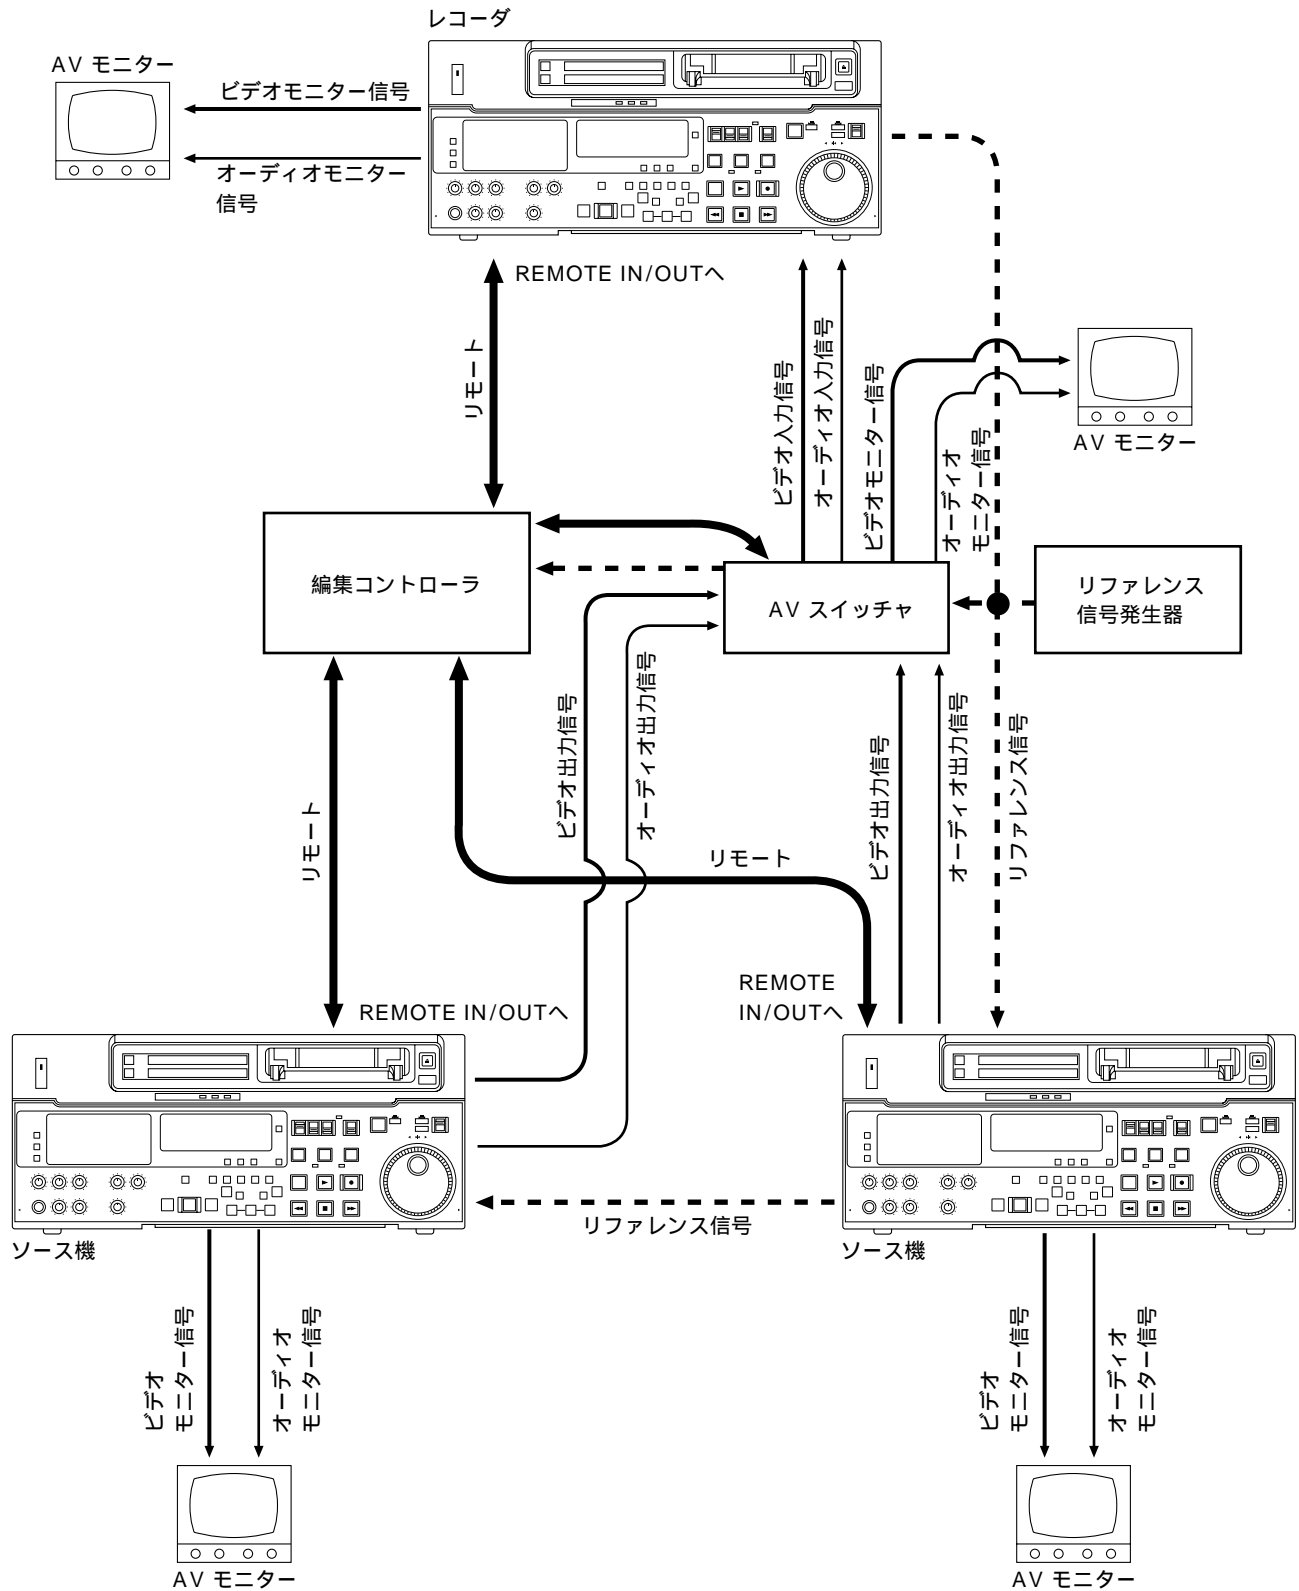 レコーダ
AV モニター
ビデオモニター信号
オーディオモニター
信号
REMOTE IN/OUTへ
リモート
ビデオ入力信号
オーディオ入力信号
ビデオモニター信号
オーディオ
モニター信号
AV モニター
編集コントローラ
AV スイッチャ
リファレンス
信号発生器
リモート
ビデオ出力信号
オーディオ出力信号
リモート
ビデオ出力信号
オーディオ出力信号
リファレンス信号
REMOTE IN/OUTへ
REMOTE
IN/OUTへ
リファレンス信号
ソース機
ソース機
ビデオ
モニター信号
オーディオ
モニター信号
ビデオ
モニター信号
オーディオ
モニター信号
AV モニター
AV モニター